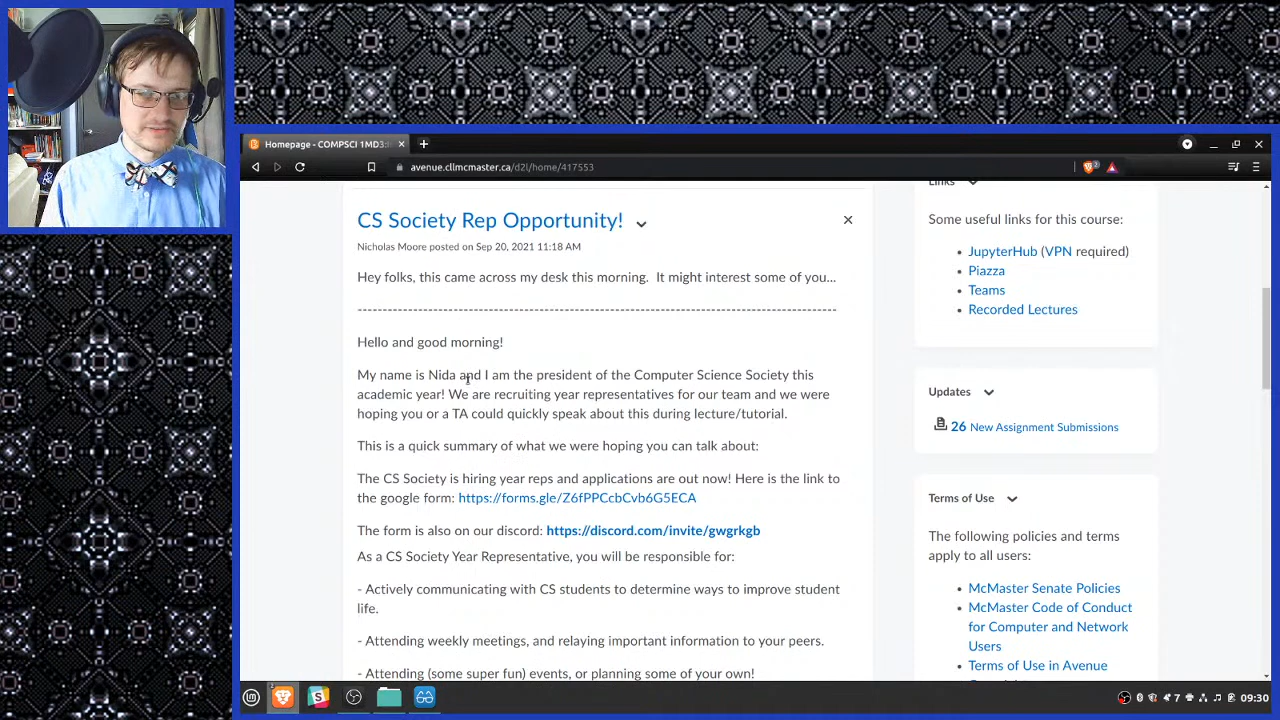 Homepage - COMPSCI 1MD3:
avenue.cllmcmaster.ca/d2l/home/417553
2
CS Society Rep Opportunity!
Nicholas Moore posted on Sep 20, 2021 11:18 AM
Hey folks, this came across my desk this morning.  It might interest some of you...
--------------------------------------------------------------------------------
Hello and good morning!
My name is Nida and I am the president of the Computer Science Society this
academic year! We are recruiting year representatives for our team and we were
hoping you or a TA could quickly speak about this during lecture/tutorial.
This is a quick summary of what we were hoping you can talk about:
The CS Society is hiring year reps and applications are out now! Here is the link to
the google form: https://forms.gle/Z6fPPCcbCvb6G5ECA
The form is also on our discord: https://discord.com/invite/gwgrkgb
As a CS Society Year Representative, you will be responsible for:
- Actively communicating with CS students to determine ways to improve student
life.
- Attending weekly meetings, and relaying important information to your peers.
- Attending (some super fun) events, or planning some of your own!
Links
Some useful links for this course:
• JupyterHub (VPN required)
• Piazza
• Teams
• Recorded Lectures
Updates
26 New Assignment Submissions
Terms of Use
The following policies and terms
apply to all users:
• McMaster Senate Policies
• McMaster Code of Conduct
for Computer and Network
Users
• Terms of Use in Avenue
7
09:30